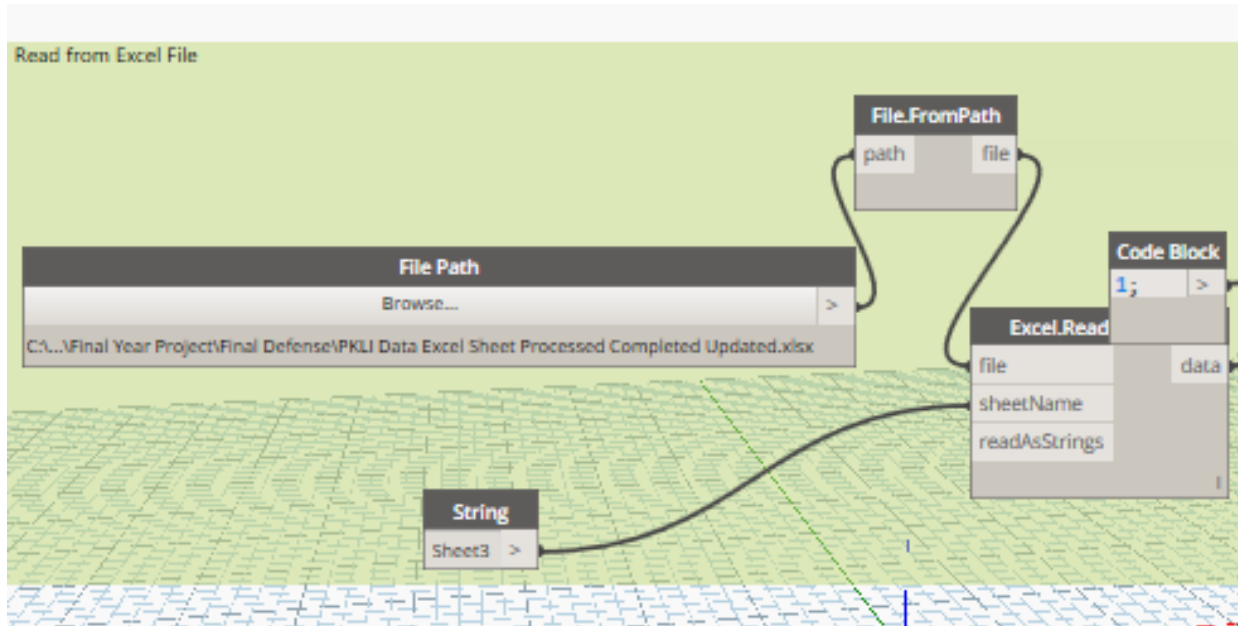 Read from Excel File
File.FromPath
path file
Code Block
1; >
File Path
Browse...
>
C:\...\Final Year Project\Final Defense\PKLI Data Excel Sheet Processed Completed Updated.xlsx
Excel.Read
file data
sheetName
readAsStrings
String
Sheet3 >